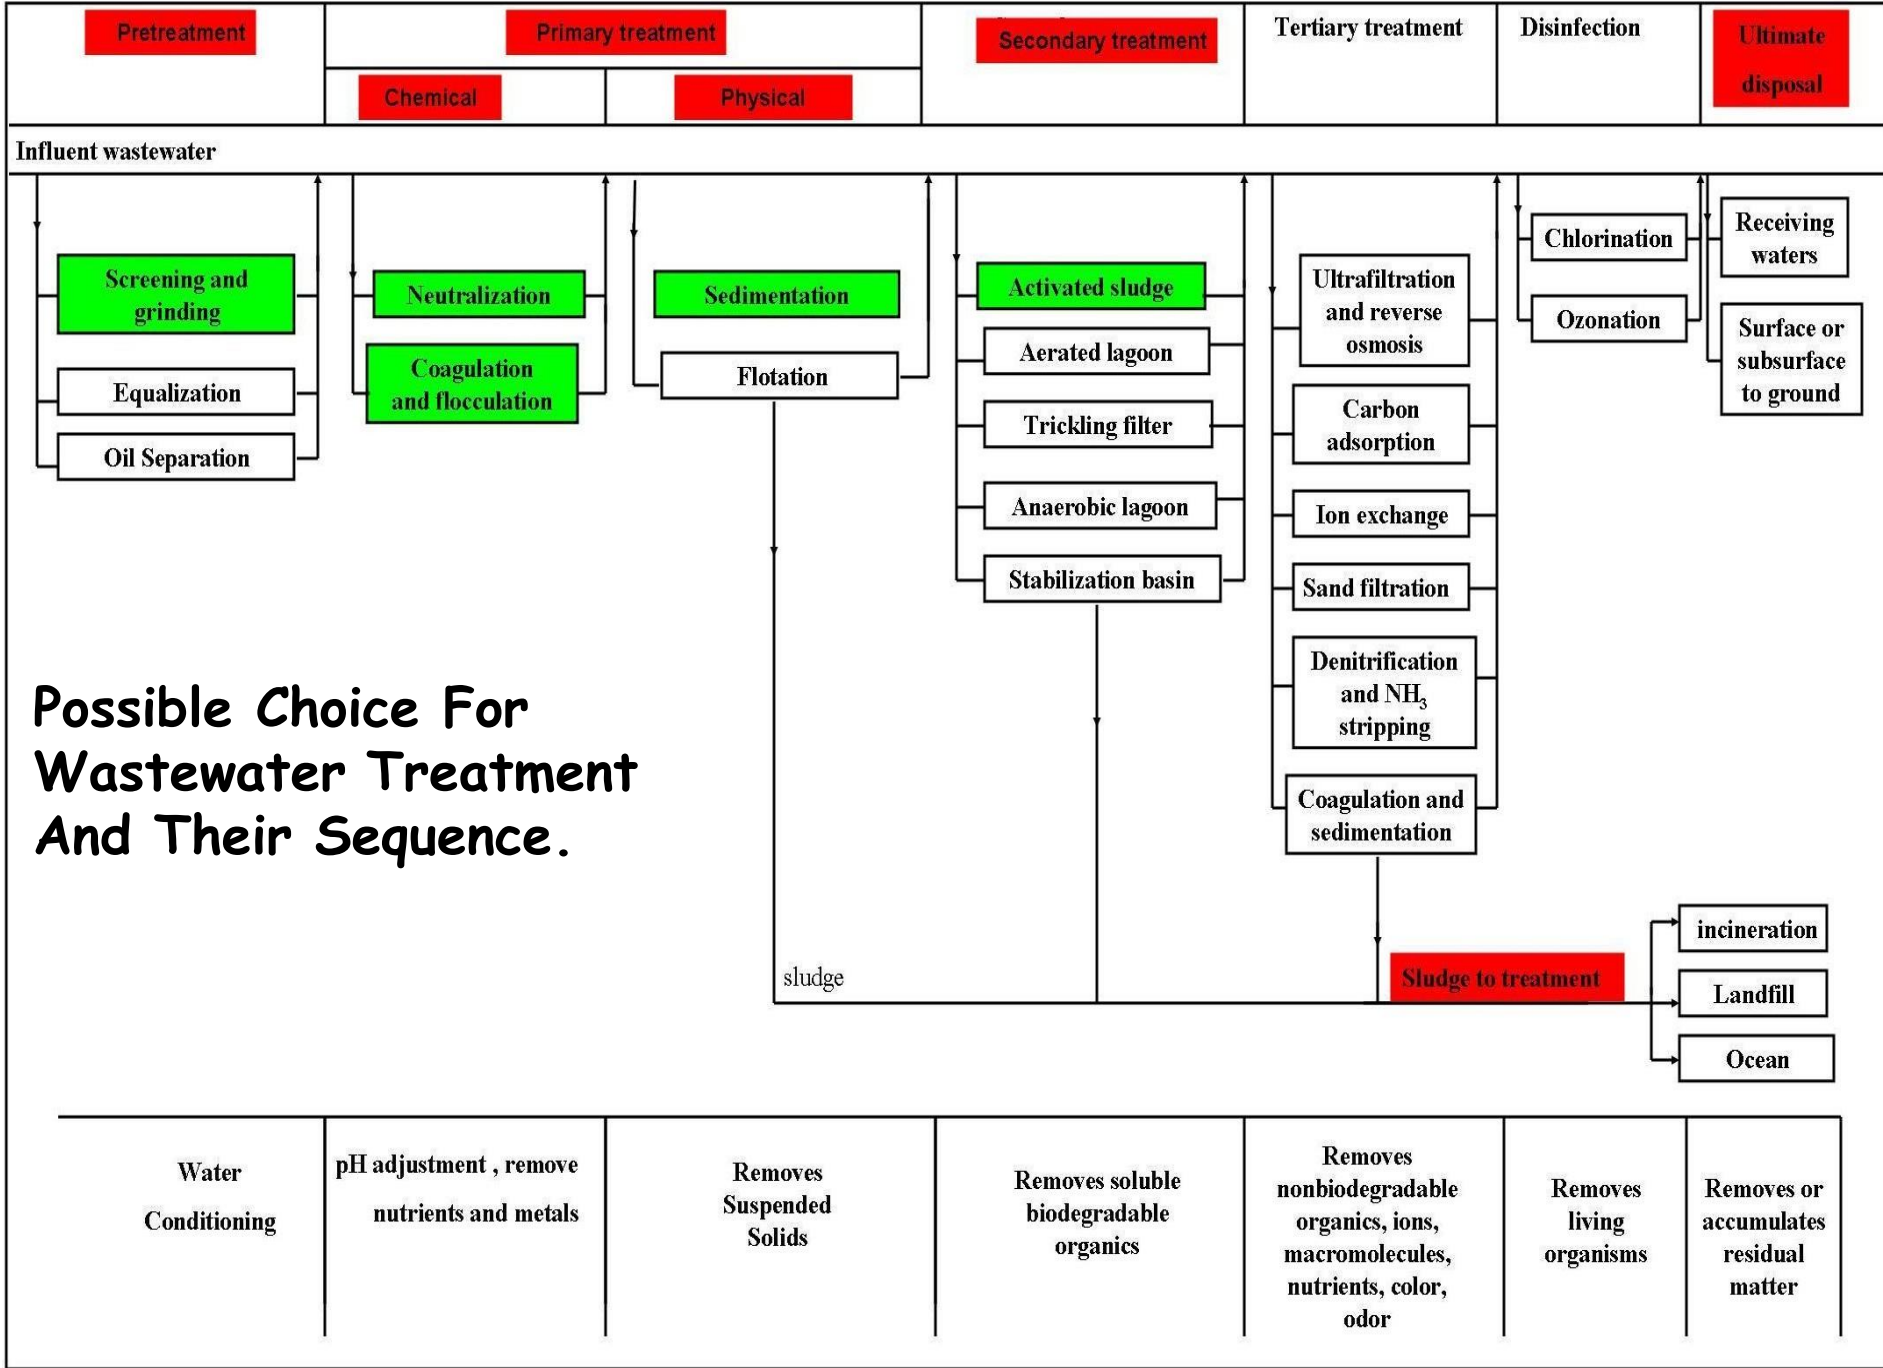 Pretreatment
Primary treatment
Secondary treatment
Tertiary treatment
Disinfection
Ultimate
disposal
Chemical
Physical
Influent wastewater
Screening and
grinding
Equalization
Oil Separation
Neutralization
Coagulation
and flocculation
Sedimentation
Flotation
Activated sludge
Aerated lagoon
Trickling filter
Anaerobic lagoon
Stabilization basin
Ultrafiltration
and reverse
osmosis
Carbon
adsorption
Ion exchange
Sand filtration
Denitrification
and NH₃
stripping
Coagulation and
sedimentation
Chlorination
Ozonation
Receiving
waters
Surface or
subsurface
to ground
Possible Choice For
Wastewater Treatment
And Their Sequence.
sludge
Sludge to treatment
incineration
Landfill
Ocean
Water
Conditioning
pH adjustment , remove
nutrients and metals
Removes
Suspended
Solids
Removes soluble
biodegradable
organics
Removes
nonbiodegradable
organics, ions,
macromolecules,
nutrients, color,
odor
Removes
living
organisms
Removes or
accumulates
residual
matter